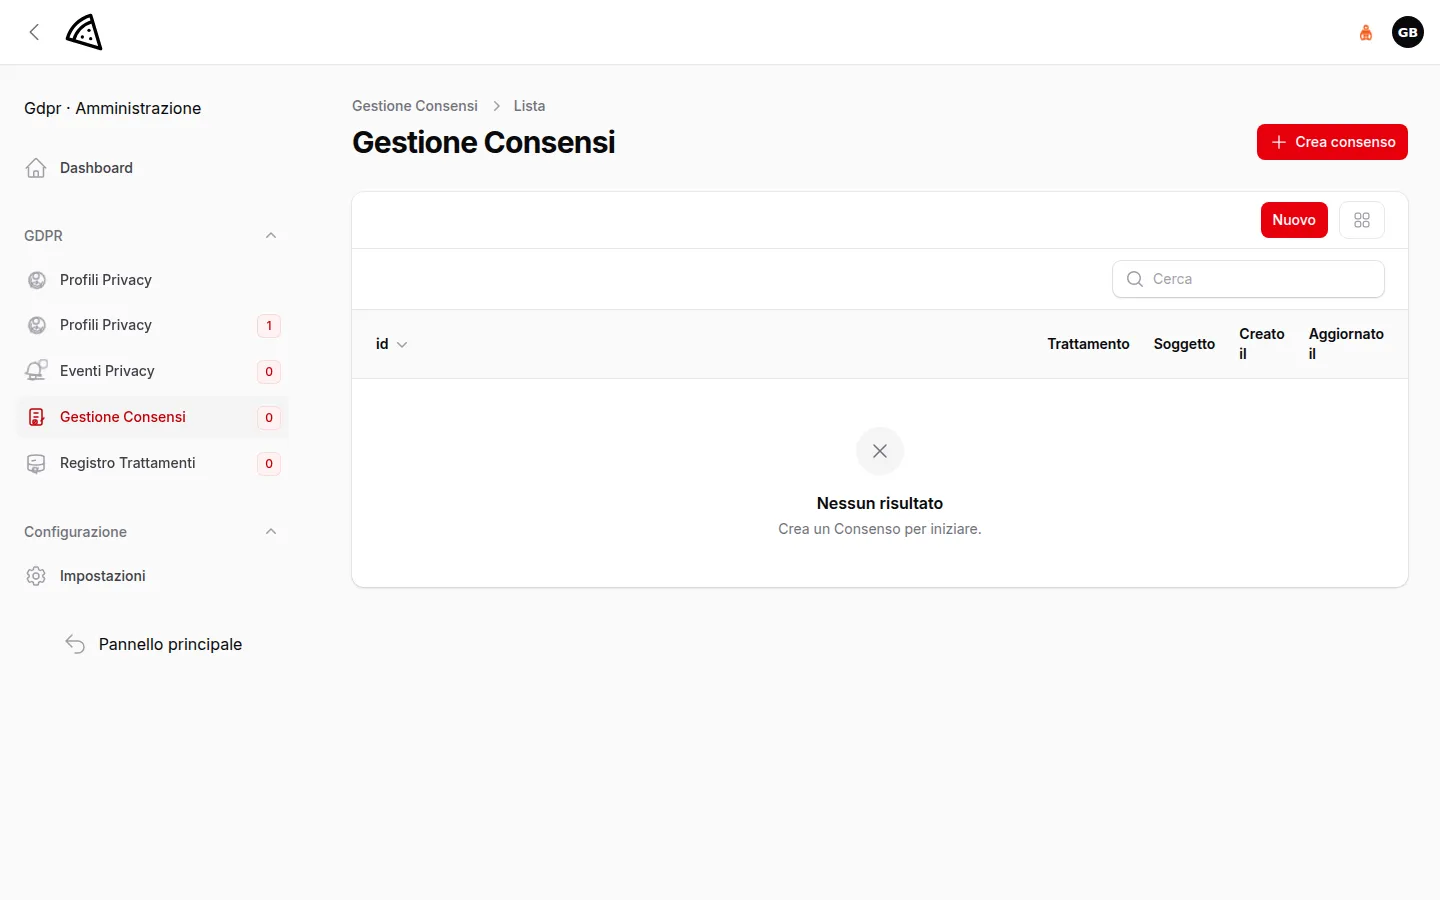 GB
Gdpr · Amministrazione
Dashboard
GDPR
Profili Privacy
Profili Privacy 1
Eventi Privacy 0
Gestione Consensi 0
Registro Trattamenti 0
Configurazione
Impostazioni
Pannello principale
Gestione Consensi Lista
Gestione Consensi
Crea consenso
Nuovo
Cerca
id Trattamento Soggetto Creato il Aggiornato il
Nessun risultato
Crea un Consenso per iniziare.